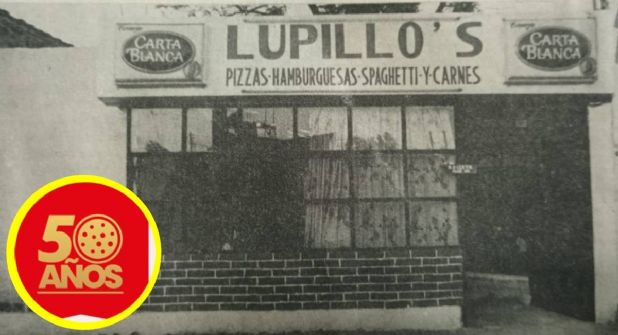 CARTA
BLANCA
LUPILLO'S
PIZZAS-HAMBURGUESAS-SPAGHETTI-Y-CARNES
CARTA
BLANCA
50
AÑOS